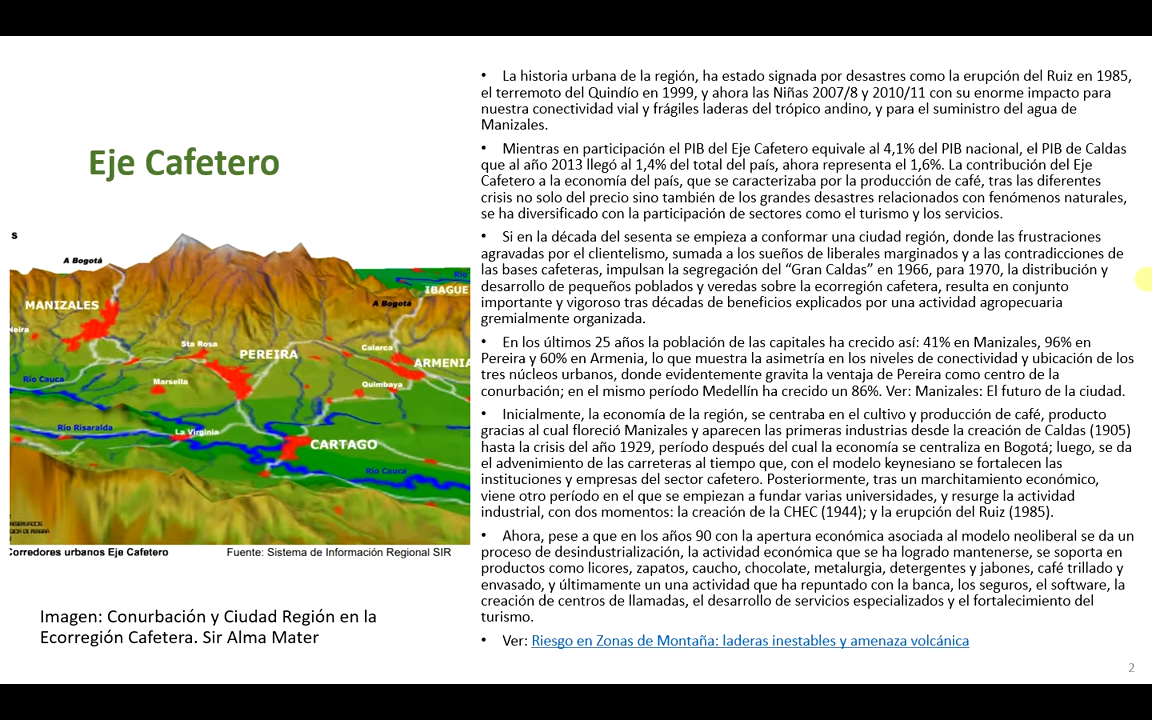 Eje Cafetero
s
A Bogotá
Río
IBAGUE
A Bogotá
MANIZALES
Neira
Sta Rosa
Calarca
PEREIRA
ARMENIA
Río Cauca
Marsella
Quimbaya
Río Risaralda
La Virginia
CARTAGO
Río Cauca
Corredores urbanos Eje Cafetero
Fuente: Sistema de Información Regional SIR
Imagen: Conurbación y Ciudad Región en la
Ecorregión Cafetera. Sir Alma Mater
• La historia urbana de la región, ha estado signada por desastres como la erupción del Ruiz en 1985,
el terremoto del Quindío en 1999, y ahora las Niñas 2007/8 y 2010/11 con su enorme impacto para
nuestra conectividad vial y frágiles laderas del trópico andino, y para el suministro del agua de
Manizales.
• Mientras en participación el PIB del Eje Cafetero equivale al 4,1% del PIB nacional, el PIB de Caldas
que al año 2013 llegó al 1,4% del total del país, ahora representa el 1,6%. La contribución del Eje
Cafetero a la economía del país, que se caracterizaba por la producción de café, tras las diferentes
crisis no solo del precio sino también de los grandes desastres relacionados con fenómenos naturales,
se ha diversificado con la participación de sectores como el turismo y los servicios.
• Si en la década del sesenta se empieza a conformar una ciudad región, donde las frustraciones
agravadas por el clientelismo, sumada a los sueños de liberales marginados y a las contradicciones de
las bases cafeteras, impulsan la segregación del “Gran Caldas” en 1966, para 1970, la distribución y
desarrollo de pequeños poblados y veredas sobre la ecorregión cafetera, resulta en conjunto
importante y vigoroso tras décadas de beneficios explicados por una actividad agropecuaria
gremialmente organizada.
• En los últimos 25 años la población de las capitales ha crecido así: 41% en Manizales, 96% en
Pereira y 60% en Armenia, lo que muestra la asimetría en los niveles de conectividad y ubicación de los
tres núcleos urbanos, donde evidentemente gravita la ventaja de Pereira como centro de la
conurbación; en el mismo período Medellín ha crecido un 86%. Ver: Manizales: El futuro de la ciudad.
• Inicialmente, la economía de la región, se centraba en el cultivo y producción de café, producto
gracias al cual floreció Manizales y aparecen las primeras industrias desde la creación de Caldas (1905)
hasta la crisis del año 1929, período después del cual la economía se centraliza en Bogotá; luego, se da
el advenimiento de las carreteras al tiempo que, con el modelo keynesiano se fortalecen las
instituciones y empresas del sector cafetero. Posteriormente, tras un marchitamiento económico,
viene otro período en el que se empiezan a fundar varias universidades, y resurge la actividad
industrial, con dos momentos: la creación de la CHEC (1944); y la erupción del Ruiz (1985).
• Ahora, pese a que en los años 90 con la apertura económica asociada al modelo neoliberal se da un
proceso de desindustrialización, la actividad económica que se ha logrado mantenerse, se soporta en
productos como licores, zapatos, caucho, chocolate, metalurgia, detergentes y jabones, café trillado y
envasado, y últimamente un una actividad que ha repuntado con la banca, los seguros, el software, la
creación de centros de llamadas, el desarrollo de servicios especializados y el fortalecimiento del
turismo.
• Ver: Riesgo en Zonas de Montaña: laderas inestables y amenaza volcánica
2